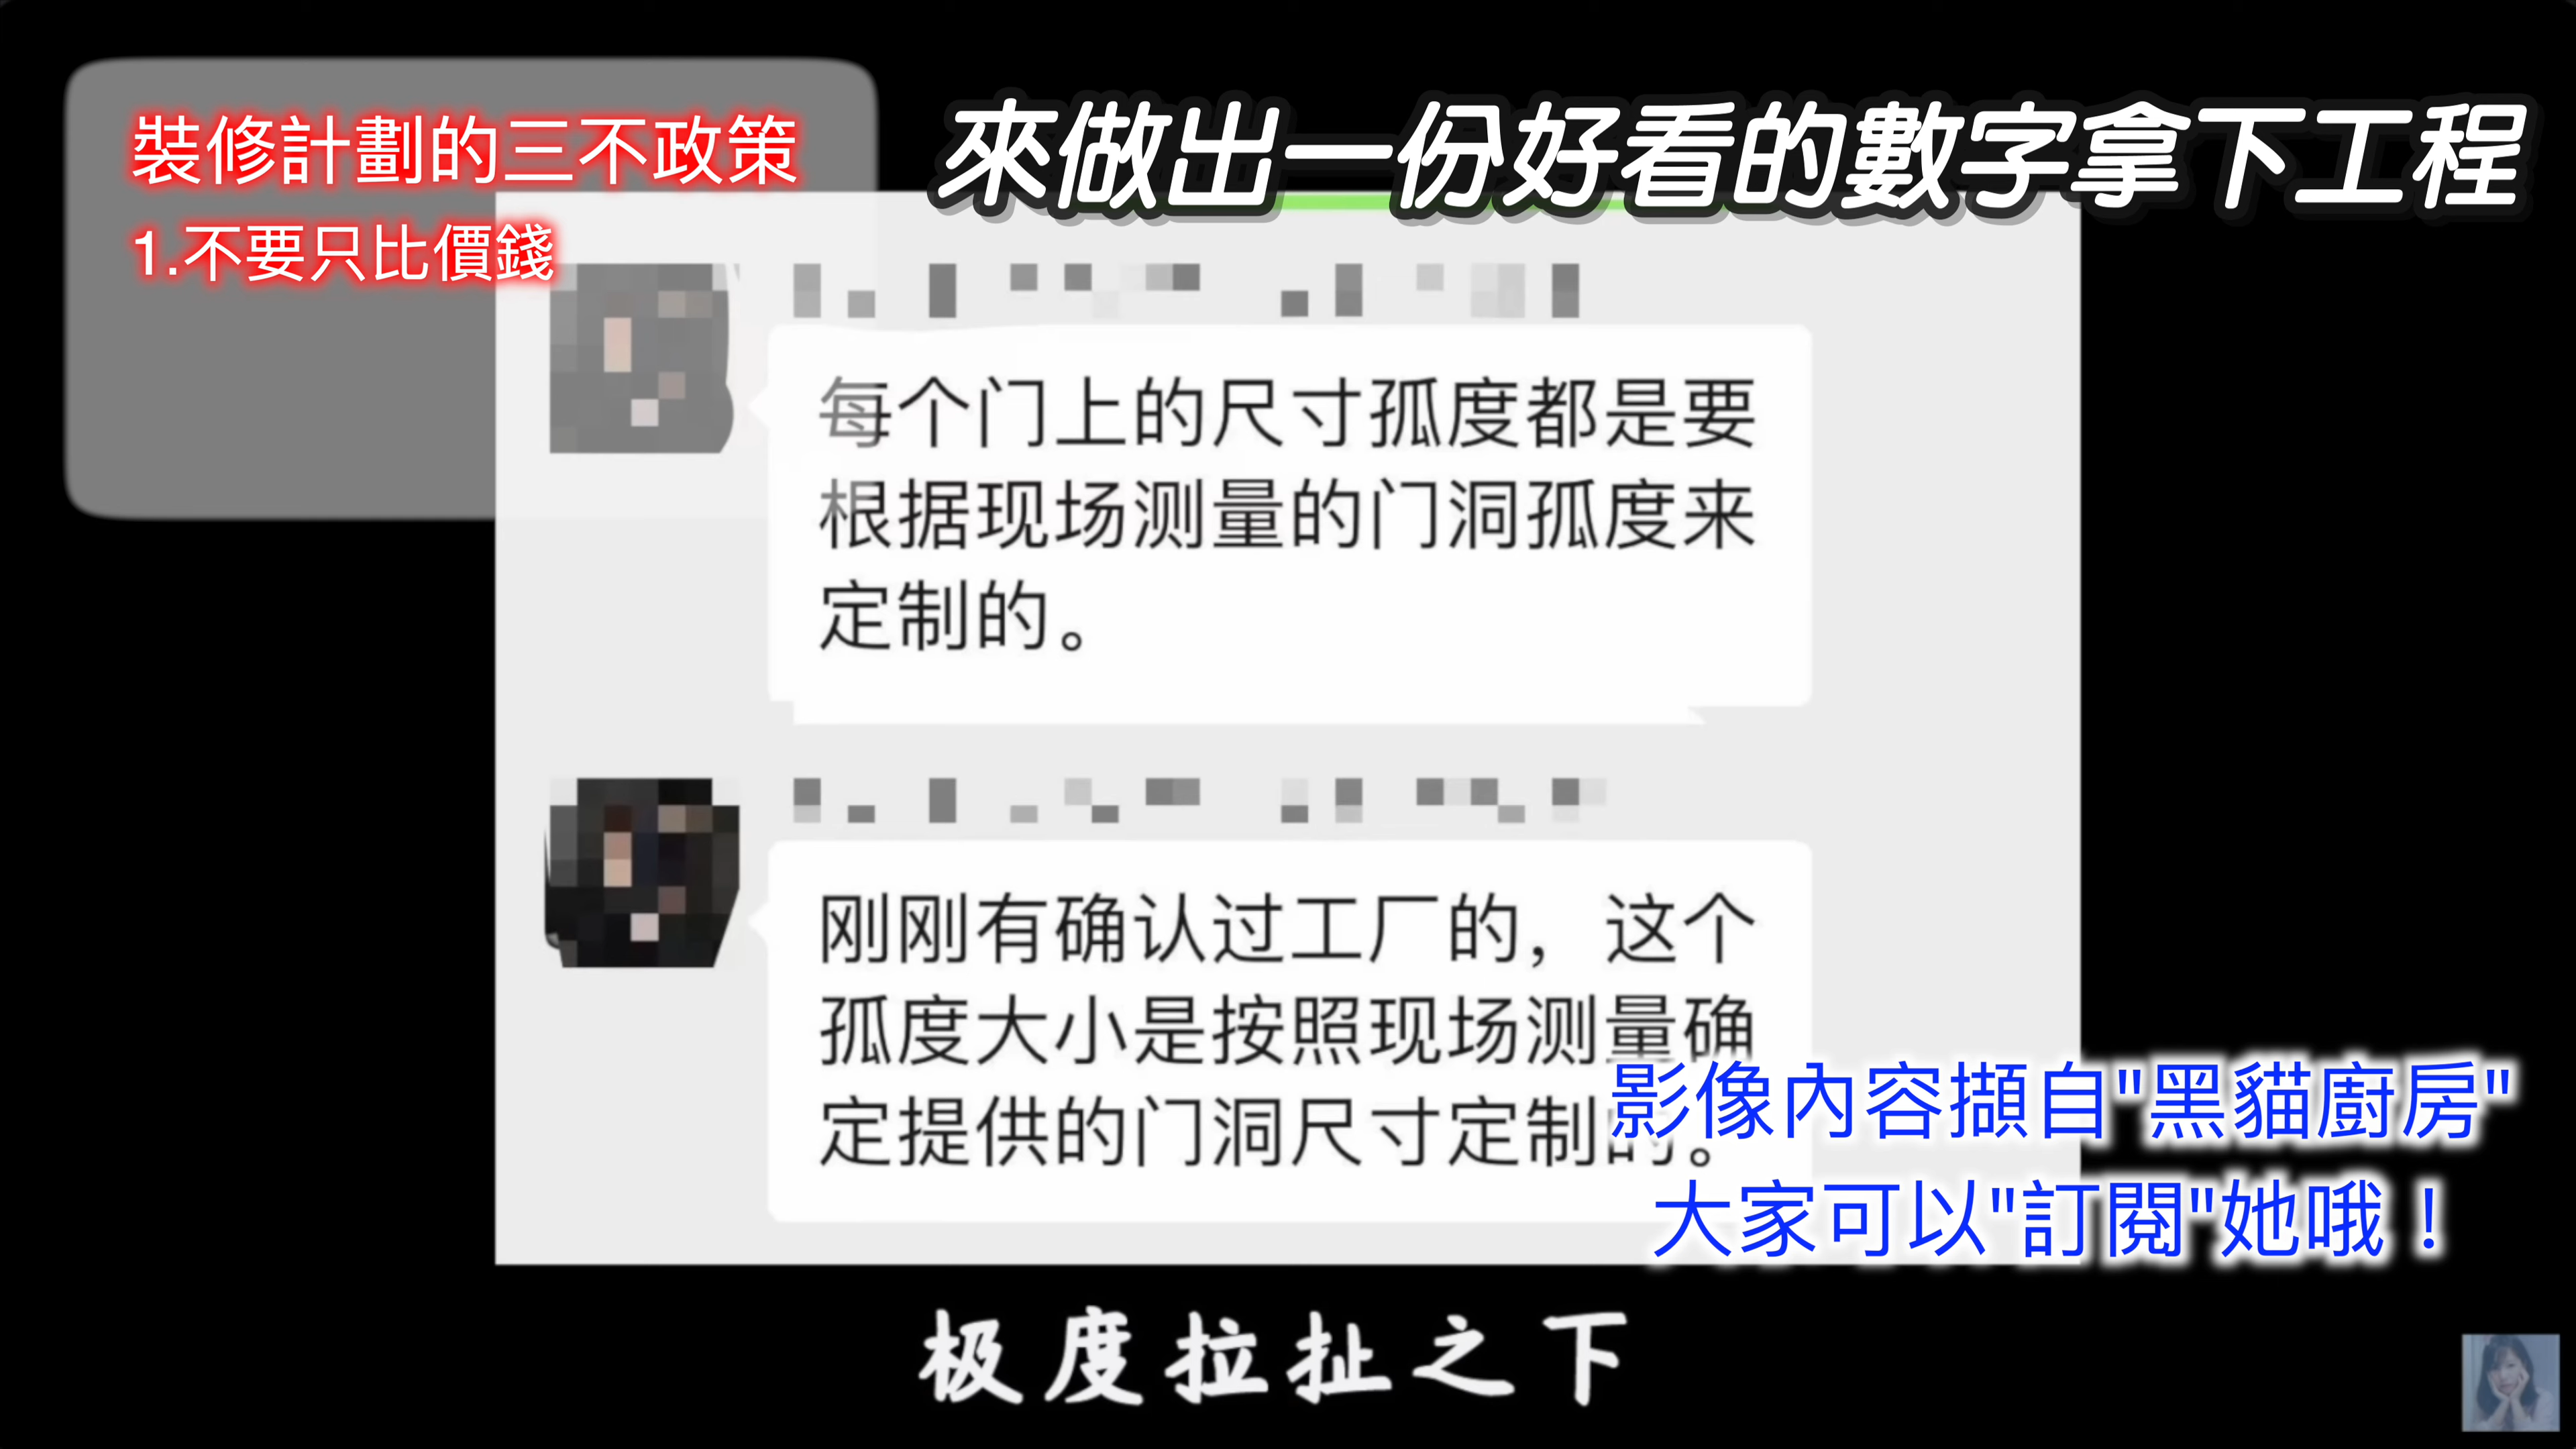 裝修計劃的三不政策
1.不要只比價錢
來做出一份好看的數字拿下工程
每个门上的尺寸孤度都是要
根据现场测量的门洞孤度来
定制的。
刚刚有确认过工厂的，这个
孤度大小是按照现场测量确
定提供的门洞尺寸定制的。
影像內容擷自"黑貓廚房"
大家可以"訂閱"她哦！
极度拉扯之下